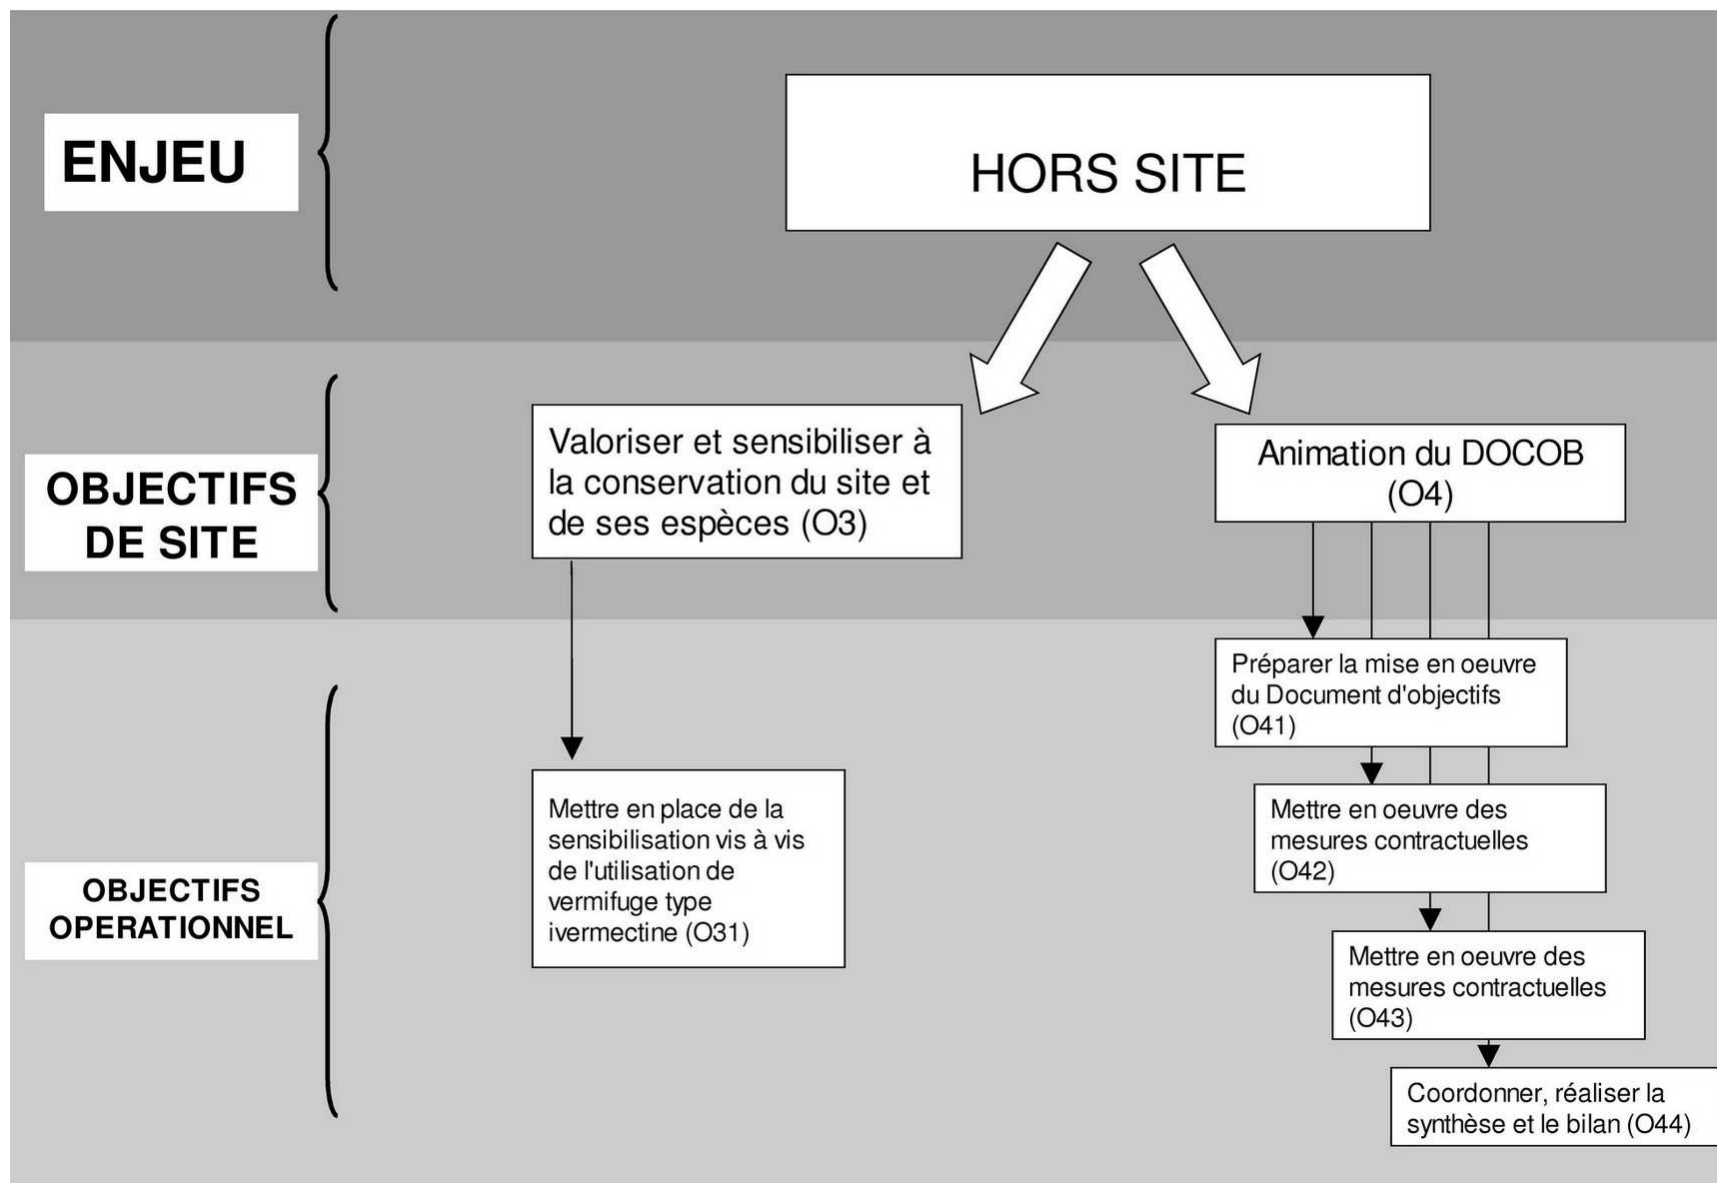 ENJEU
HORS SITE
OBJECTIFS
DE SITE
Valoriser et sensibiliser à
la conservation du site et
de ses espèces (O3)
Animation du DOCOB
(O4)
OBJECTIFS
OPERATIONNEL
Mettre en place de la
sensibilisation vis à vis
de l'utilisation de
vermifuge type
ivermectine (O31)
Préparer la mise en oeuvre
du Document d'objectifs
(O41)
Mettre en oeuvre des
mesures contractuelles
(O42)
Mettre en oeuvre des
mesures contractuelles
(O43)
Coordonner, réaliser la
synthèse et le bilan (O44)